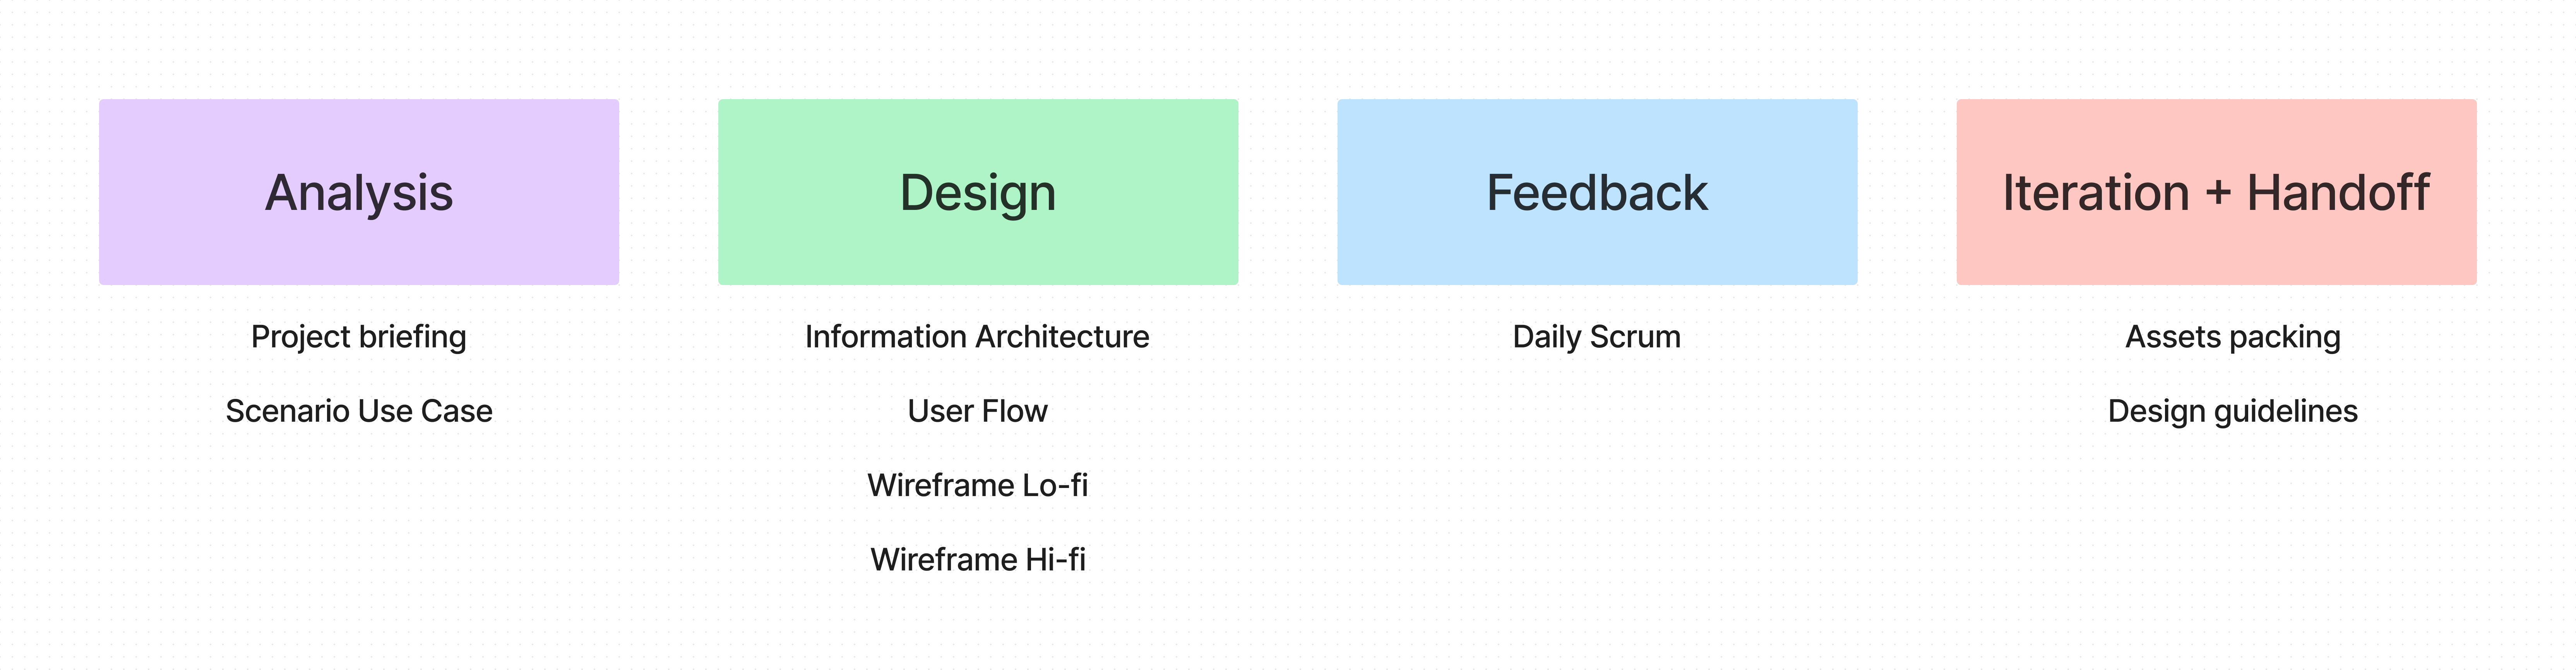 Analysis
Project briefing
Scenario Use Case
Design
Information Architecture
User Flow
Wireframe Lo-fi
Wireframe Hi-fi
Feedback
Daily Scrum
Iteration + Handoff
Assets packing
Design guidelines